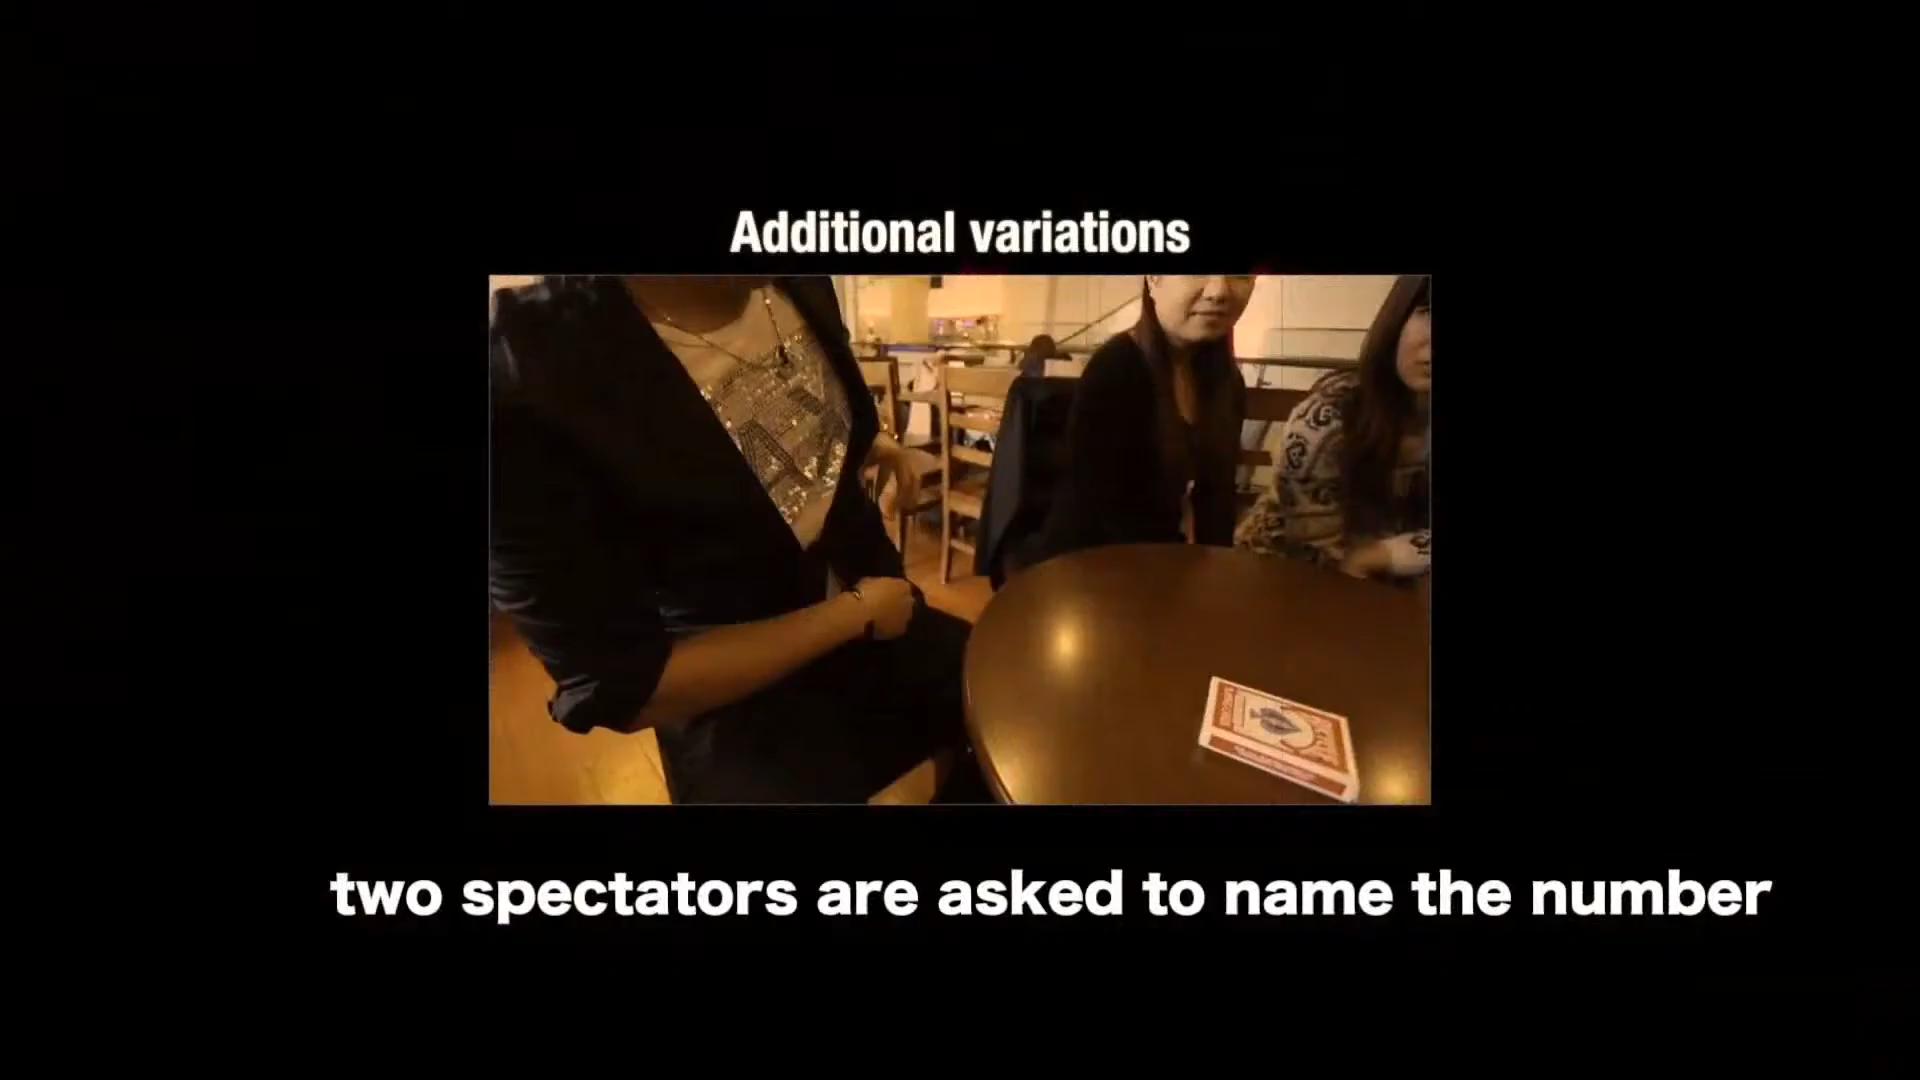 Additional variations
two spectators are asked to name the number